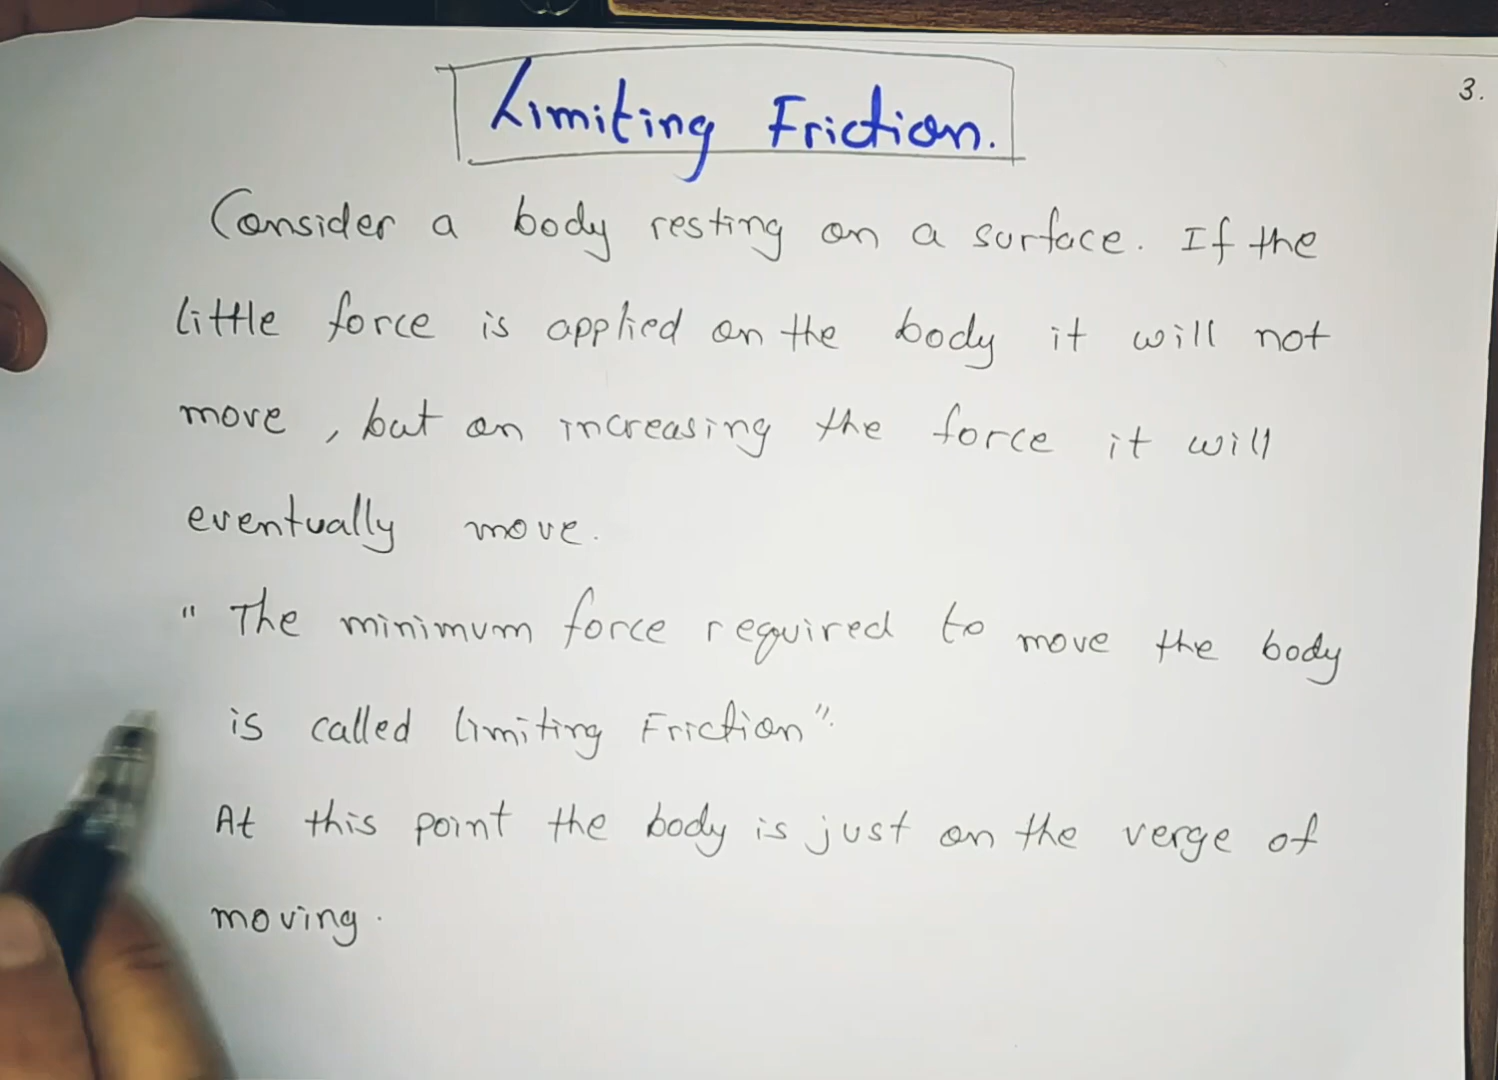 3.
Limiting Friction.
Consider a body resting on a surface. If the
little force is applied on the body it will not
move, but on increasing the force it will
eventually move.
" The minimum force required to move the body
is called limiting Friction".
At this point the body is just on the verge of
moving.